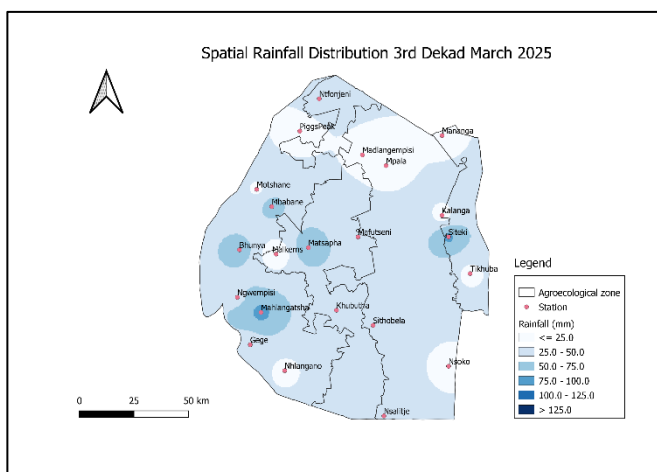 Spatial Rainfall Distribution 3rd Dekad March 2025
Ntfonjeni
PiggsPeak
Mananga
Madlangempisi
Mpala
Motshane
Mbabane
Kalanga
Siteki
Mafutseni
Matsapha
Bhunya
Malkerns
Tikhuba
Ngwempisi
Mahlangatsha
Khubutha
Sithobela
Gege
Nhlangano
Nsoko
Nsalitje
0 25 50 km
Legend
Agroecological zone
Station
Rainfall (mm)
<= 25.0
25.0 - 50.0
50.0 - 75.0
75.0 - 100.0
100.0 - 125.0
> 125.0